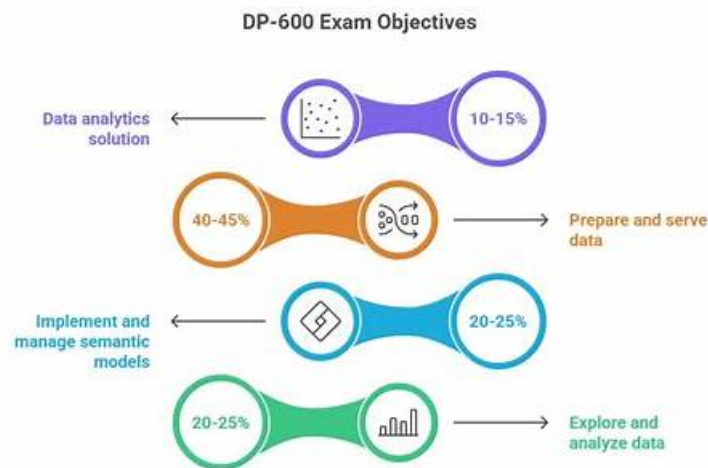 DP-600 Exam Objectives
Data analytics
solution
10-15%
40-45%
Prepare and serve
data
Implement and
manage semantic
models
20-25%
20-25%
Explore and
analyze data